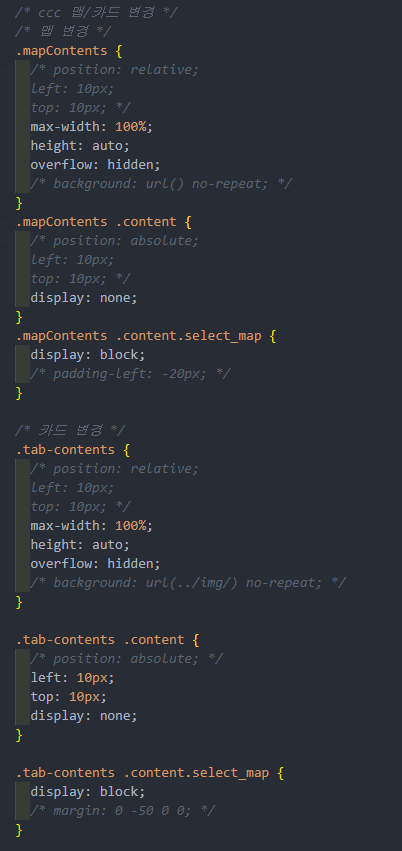 /* ccc 맵/카드 변경 */
/* 맵 변경 */
.mapContents {
/* position: relative;
left: 10px;
top: 10px; */
max-width: 100%;
height: auto;
overflow: hidden;
/* background: url() no-repeat; */
}
.mapContents .content {
/* position: absolute;
left: 10px;
top: 10px; */
display: none;
}
.mapContents .content.select_map {
display: block;
/* padding-left: -20px; */
}
/* 카드 변경 */
.tab-contents {
/* position: relative;
left: 10px;
top: 10px; */
max-width: 100%;
height: auto;
overflow: hidden;
/* background: url(../img/) no-repeat; */
}
.tab-contents .content {
/* position: absolute; */
left: 10px;
top: 10px;
display: none;
}
.tab-contents .content.select_map {
display: block;
/* margin: 0 -50 0 0; */
}